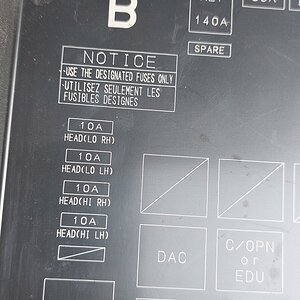 B
140A
SPARE
NOTICE
·USE THE DESIGNATED FUSES ONLY
·UTILISEZ SEULEMENT LES
FUSIBLES DESIGNES
10A
HEAD(LO RH)
10A
HEAD(LO LH)
10A
HEAD(HI RH)
10A
HEAD(HI LH)
DAC
C/OPN
or
EDU